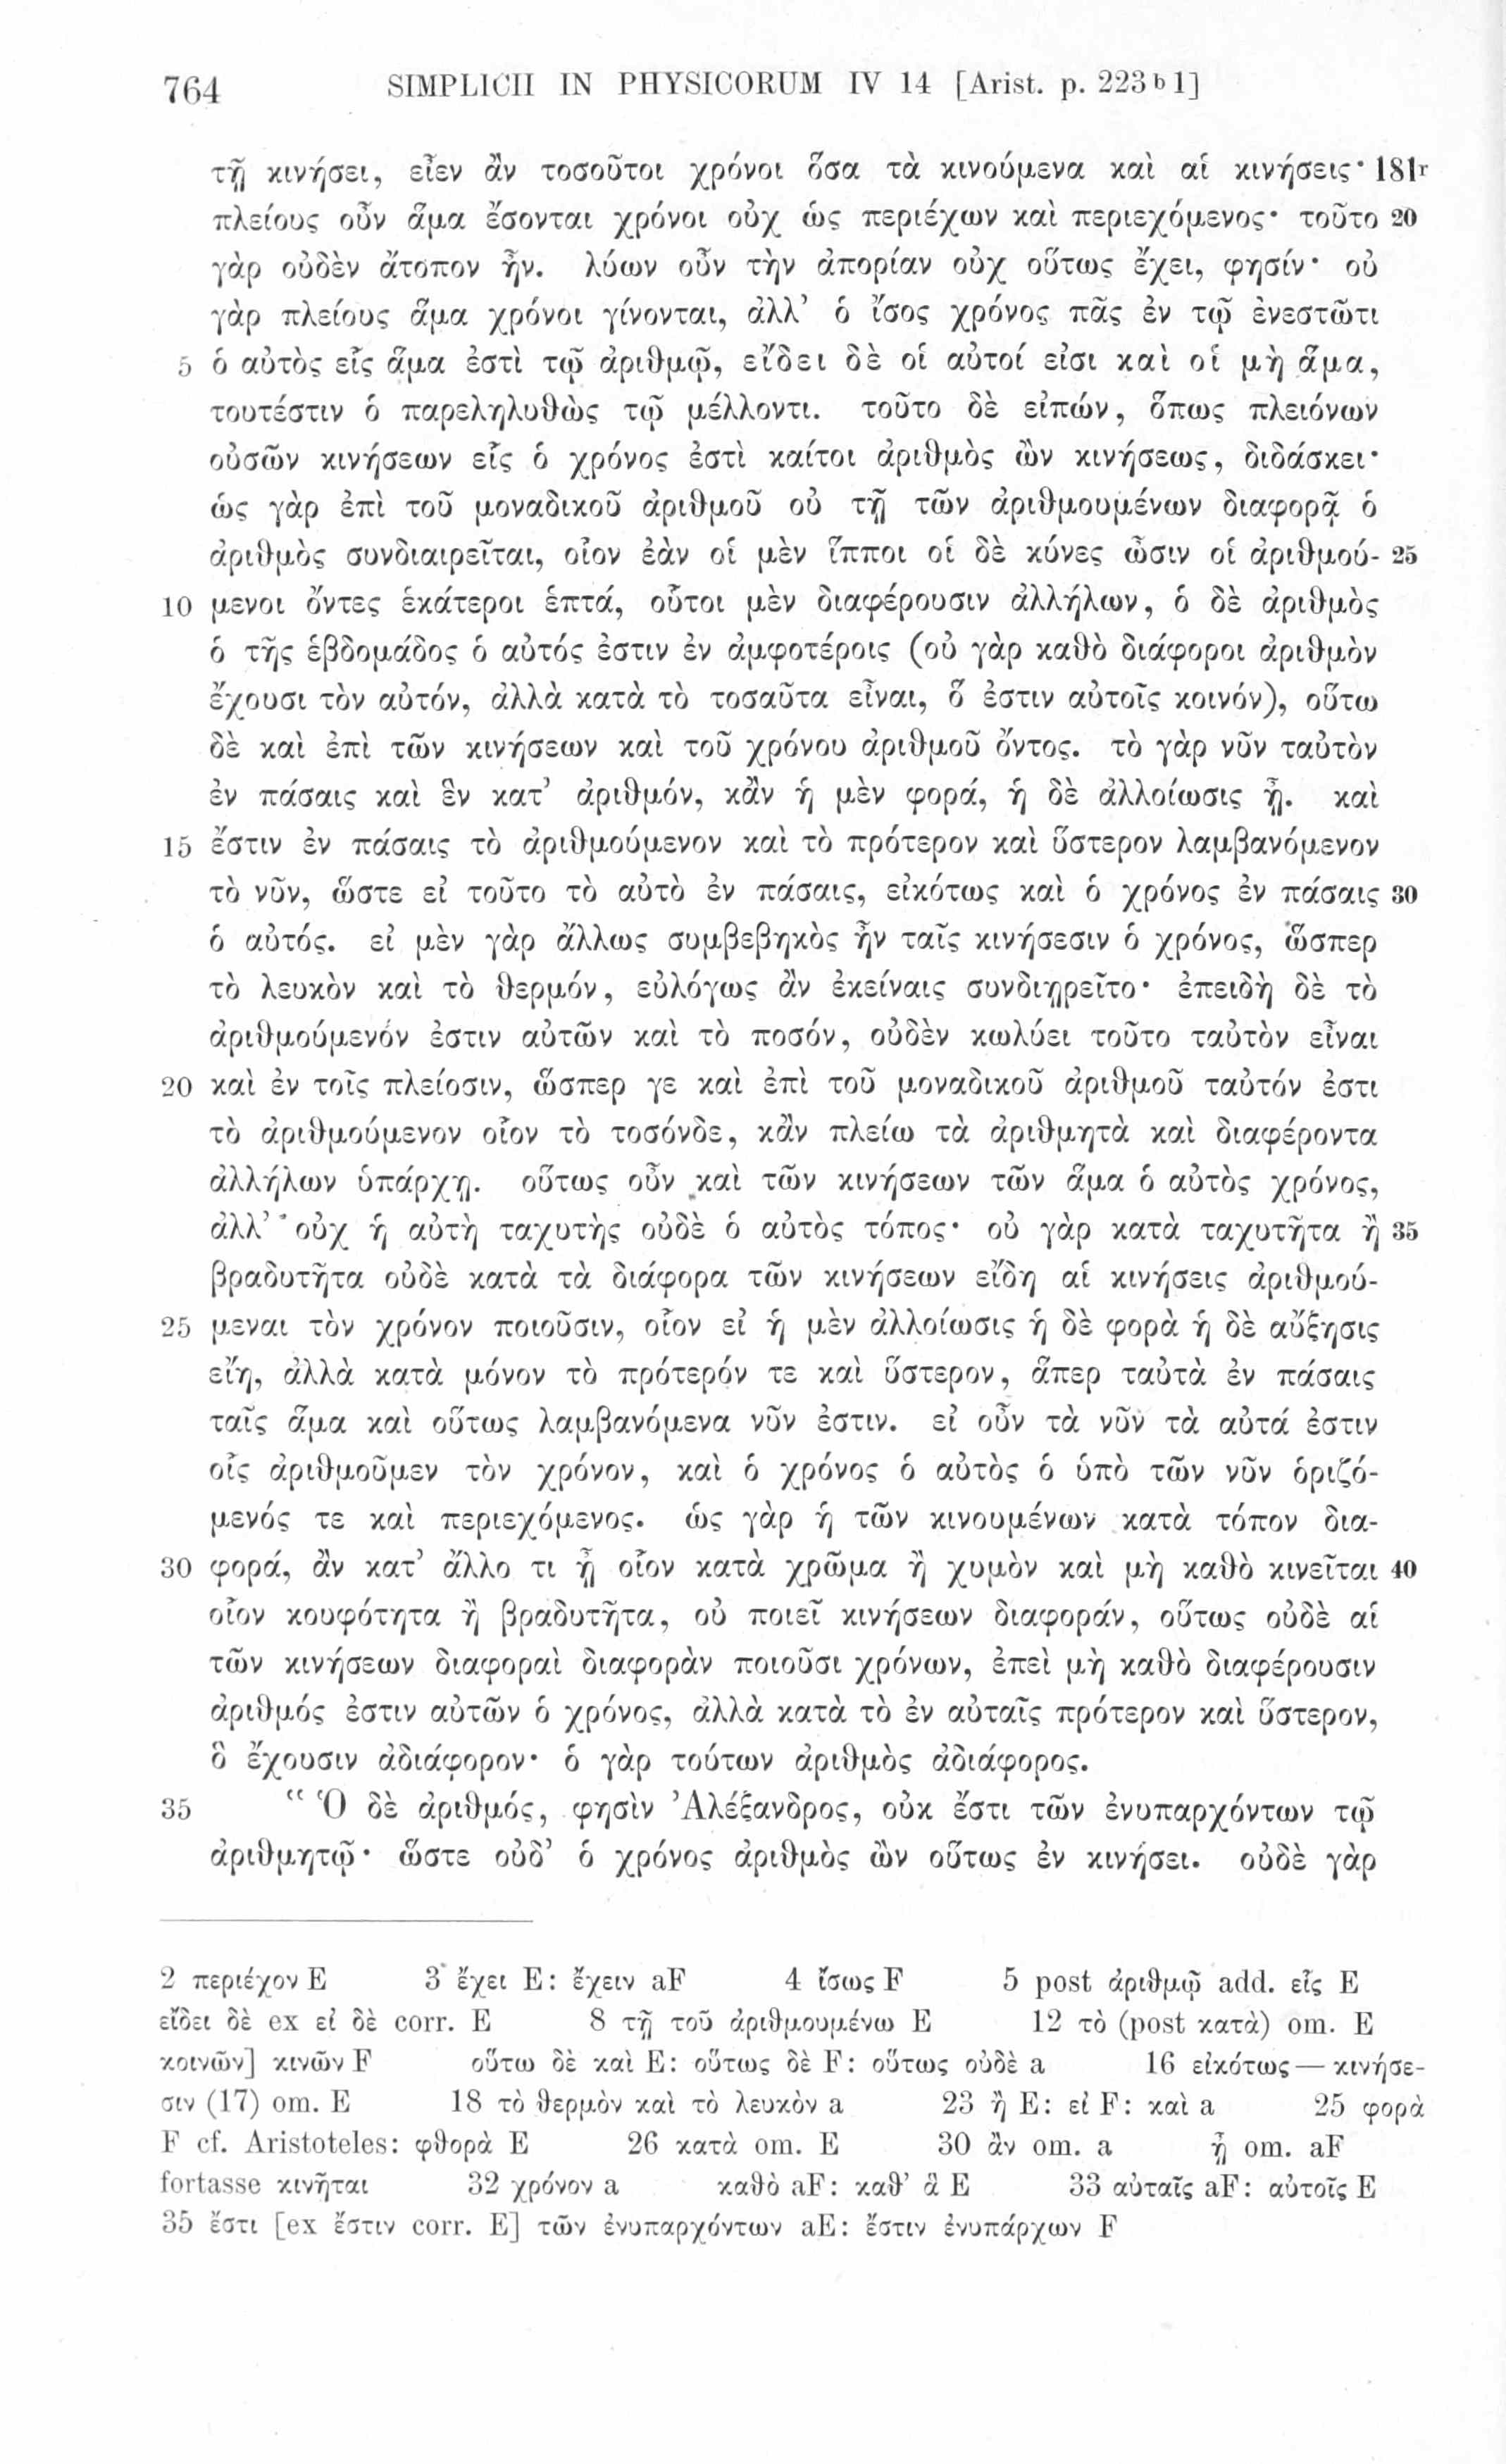 764 SIMPLICII IN PHYSICORUM IV 14 [Arist. p. 223 b 1]
τῇ κινήσει, εἶεν ἂν τοσοῦτοι χρόνοι ὅσα τὰ κινούμενα καὶ αἱ κινήσεις· 181r
πλείους οὖν ἅμα ἔσονται χρόνοι οὐχ ὡς περιέχων καὶ περιεχόμενος· τοῦτο 20
γὰρ οὐδὲν ἄτοπον ἦν. λύων οὖν τὴν ἀπορίαν οὐχ οὕτως ἔχει, φησίν· οὐ
γὰρ πλείους ἅμα χρόνοι γίνονται, ἀλλ’ ὁ ἴσος χρόνος πᾶς ἐν τῷ ἐνεστῶτι
5 ὁ αὐτὸς εἷς ἅμα ἐστὶ τῷ ἀριθμῷ, εἴδει δὲ οἱ αὐτοί εἰσι καὶ οἱ μὴ ἅμα,
τουτέστιν ὁ παρεληλυθὼς τῷ μέλλοντι. τοῦτο δὲ εἰπών, ὅπως πλειόνων
οὐσῶν κινήσεων εἷς ὁ χρόνος ἐστὶ καίτοι ἀριθμὸς ὢν κινήσεως, διδάσκει·
ὡς γὰρ ἐπὶ τοῦ μοναδικοῦ ἀριθμοῦ οὐ τῇ τῶν ἀριθμουμένων διαφορᾷ ὁ
ἀριθμὸς συνδιαιρεῖται, οἷον ἐὰν οἱ μὲν ἵπποι οἱ δὲ κύνες ὦσιν οἱ ἀριθμού- 25
10 μενοι ὄντες ἑκάτεροι ἑπτά, οὗτοι μὲν διαφέρουσιν ἀλλήλων, ὁ δὲ ἀριθμὸς
ὁ τῆς ἑβδομάδος ὁ αὐτός ἐστιν ἐν ἀμφοτέροις (οὐ γὰρ καθὸ διάφοροι ἀριθμὸν
ἔχουσι τὸν αὐτόν, ἀλλὰ κατὰ τὸ τοσαῦτα εἶναι, ὅ ἐστιν αὐτοῖς κοινόν), οὕτω
δὲ καὶ ἐπὶ τῶν κινήσεων καὶ τοῦ χρόνου ἀριθμοῦ ὄντος. τὸ γὰρ νῦν ταὐτὸν
ἐν πάσαις καὶ ἓν κατ’ ἀριθμόν, κἂν ἡ μὲν φορά, ἡ δὲ ἀλλοίωσις ᾖ. καὶ
15 ἔστιν ἐν πάσαις τὸ ἀριθμούμενον καὶ τὸ πρότερον καὶ ὕστερον λαμβανόμενον
τὸ νῦν, ὥστε εἰ τοῦτο τὸ αὐτὸ ἐν πάσαις, εἰκότως καὶ ὁ χρόνος ἐν πάσαις 30
ὁ αὐτός. εἰ μὲν γὰρ ἄλλως συμβεβηκὸς ἦν ταῖς κινήσεσιν ὁ χρόνος, ὥσπερ
τὸ λευκὸν καὶ τὸ θερμόν, εὐλόγως ἂν ἐκείναις συνδιῃρεῖτο· ἐπειδὴ δὲ τὸ
ἀριθμούμενόν ἐστιν αὐτῶν καὶ τὸ ποσόν, οὐδὲν κωλύει τοῦτο ταὐτὸν εἶναι
20 καὶ ἐν τοῖς πλείοσιν, ὥσπερ γε καὶ ἐπὶ τοῦ μοναδικοῦ ἀριθμοῦ ταὐτόν ἐστι
τὸ ἀριθμούμενον οἷον τὸ τοσόνδε, κἂν πλείω τὰ ἀριθμητὰ καὶ διαφέροντα
ἀλλήλων ὑπάρχῃ. οὕτως οὖν καὶ τῶν κινήσεων τῶν ἅμα ὁ αὐτὸς χρόνος,
ἀλλ’ οὐχ ἡ αὐτὴ ταχυτὴς οὐδὲ ὁ αὐτὸς τόπος· οὐ γὰρ κατὰ ταχυτῆτα ἢ 35
βραδυτῆτα οὐδὲ κατὰ τὰ διάφορα τῶν κινήσεων εἴδη αἱ κινήσεις ἀριθμού-
25 μεναι τὸν χρόνον ποιοῦσιν, οἷον εἰ ἡ μὲν ἀλλοίωσις ἡ δὲ φορὰ ἡ δὲ αὔξησις
εἴη, ἀλλὰ κατὰ μόνον τὸ πρότερόν τε καὶ ὕστερον, ἅπερ ταὐτὰ ἐν πάσαις
ταῖς ἅμα καὶ οὕτως λαμβανόμενα νῦν ἐστιν. εἰ οὖν τὰ νῦν τὰ αὐτά ἐστιν
οἷς ἀριθμοῦμεν τὸν χρόνον, καὶ ὁ χρόνος ὁ αὐτὸς ὁ ὑπὸ τῶν νῦν ὁριζό-
μενός τε καὶ περιεχόμενος. ὡς γὰρ ἡ τῶν κινουμένων κατὰ τόπον δια-
30 φορά, ἂν κατ’ ἄλλο τι ᾖ οἷον κατὰ χρῶμα ἢ χυμὸν καὶ μὴ καθὸ κινεῖται 40
οἷον κουφότητα ἢ βραδυτῆτα, οὐ ποιεῖ κινήσεων διαφοράν, οὕτως οὐδὲ αἱ
τῶν κινήσεων διαφοραὶ διαφορὰν ποιοῦσι χρόνων, ἐπεὶ μὴ καθὸ διαφέρουσιν
ἀριθμός ἐστιν αὐτῶν ὁ χρόνος, ἀλλὰ κατὰ τὸ ἐν αὐταῖς πρότερον καὶ ὕστερον,
ὃ ἔχουσιν ἀδιάφορον· ὁ γὰρ τούτων ἀριθμὸς ἀδιάφορος.
35 “Ὁ δὲ ἀριθμός, φησὶν Ἀλέξανδρος, οὐκ ἔστι τῶν ἐνυπαρχόντων τῷ
ἀριθμητῷ· ὥστε οὐδ’ ὁ χρόνος ἀριθμὸς ὢν οὕτως ἐν κινήσει. οὐδὲ γὰρ
2 περιέχον E 3 ἔχει E: ἔχειν aF 4 ἴσως F 5 post ἀριθμῷ add. εἷς E
εἴδει δὲ ex εἰ δὲ corr. E 8 τῇ τοῦ ἀριθμουμένω E 12 τὸ (post κατὰ) om. E
κοινῶν] κινῶν F οὕτω δὲ καὶ E: οὕτως δὲ F: οὕτως οὐδὲ a 16 εἰκότως — κινήσε-
σιν (17) om. E 18 τὸ θερμὸν καὶ τὸ λευκὸν a 23 ἢ E: εἰ F: καὶ a 25 φορὰ
F cf. Aristoteles: φθορὰ E 26 κατὰ om. E 30 ἂν om. a ᾖ om. aF
fortasse κινῆται 32 χρόνον a καθὸ aF: καθ’ ἃ E 33 αὐταῖς aF: αὐτοῖς E
35 ἔστι [ex ἔστιν corr. E] τῶν ἐνυπαρχόντων aE: ἔστιν ἐνυπάρχων F